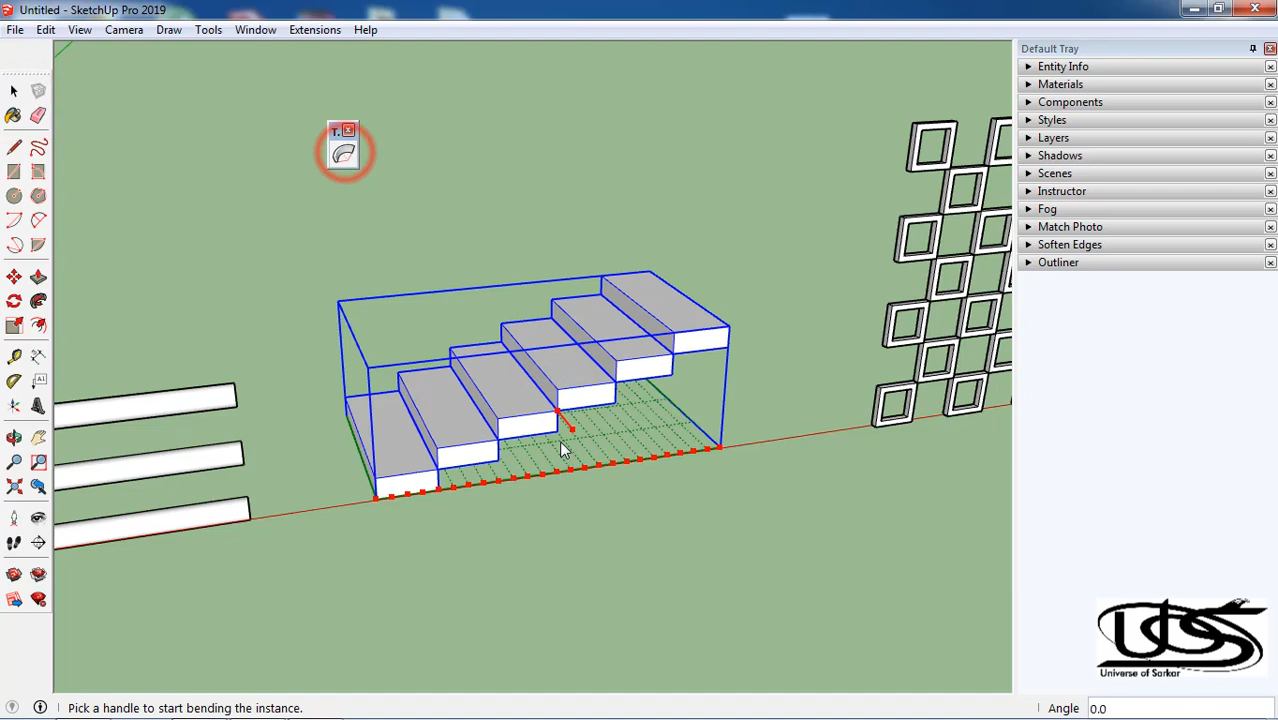 Untitled - SketchUp Pro 2019
File Edit View Camera Draw Tools Window Extensions Help
Default Tray
Entity Info
Materials
Components
Styles
Layers
Shadows
Scenes
Instructor
Fog
Match Photo
Soften Edges
Outliner
T.
A1
UOS
Universe of Sarkar
Pick a handle to start bending the instance.
Angle 0.0